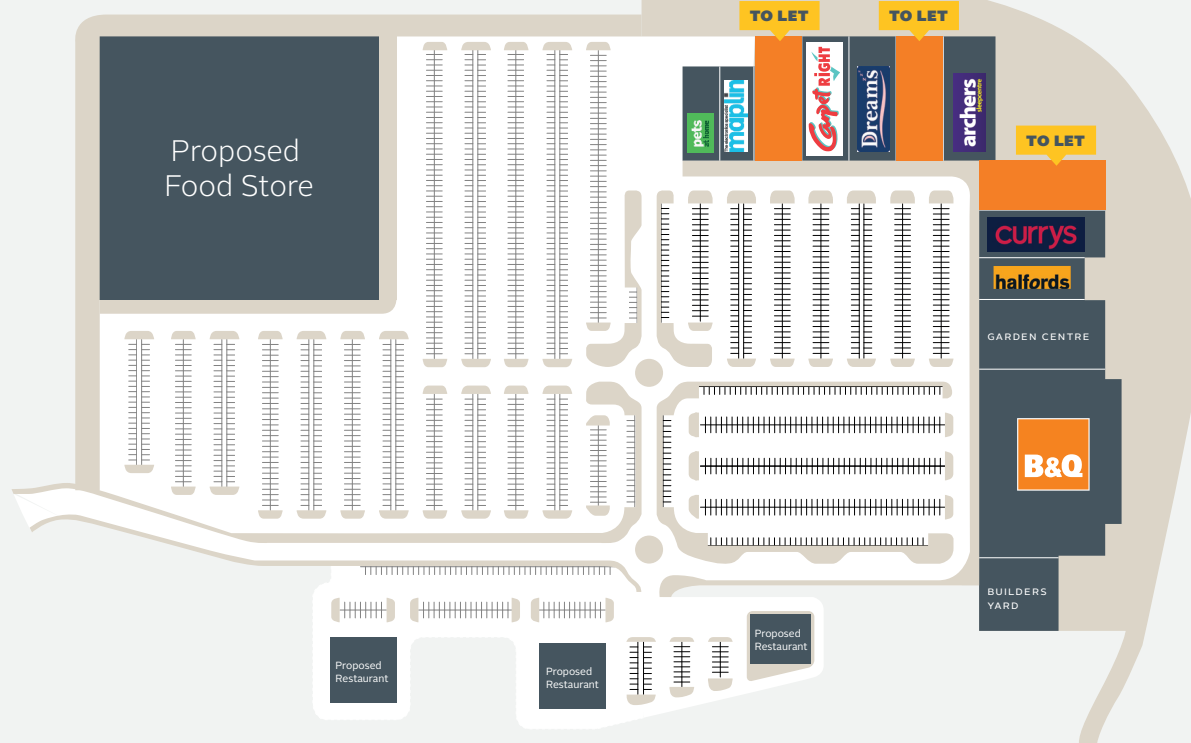 TO LET
TO LET
Proposed
Food Store
pets
at home
maplin
Carpet RIGHT
Dreams
archers
sleepcentre
TO LET
currys
halfords
GARDEN CENTRE
B&Q
BUILDERS
YARD
Proposed
Restaurant
Proposed
Restaurant
Proposed
Restaurant